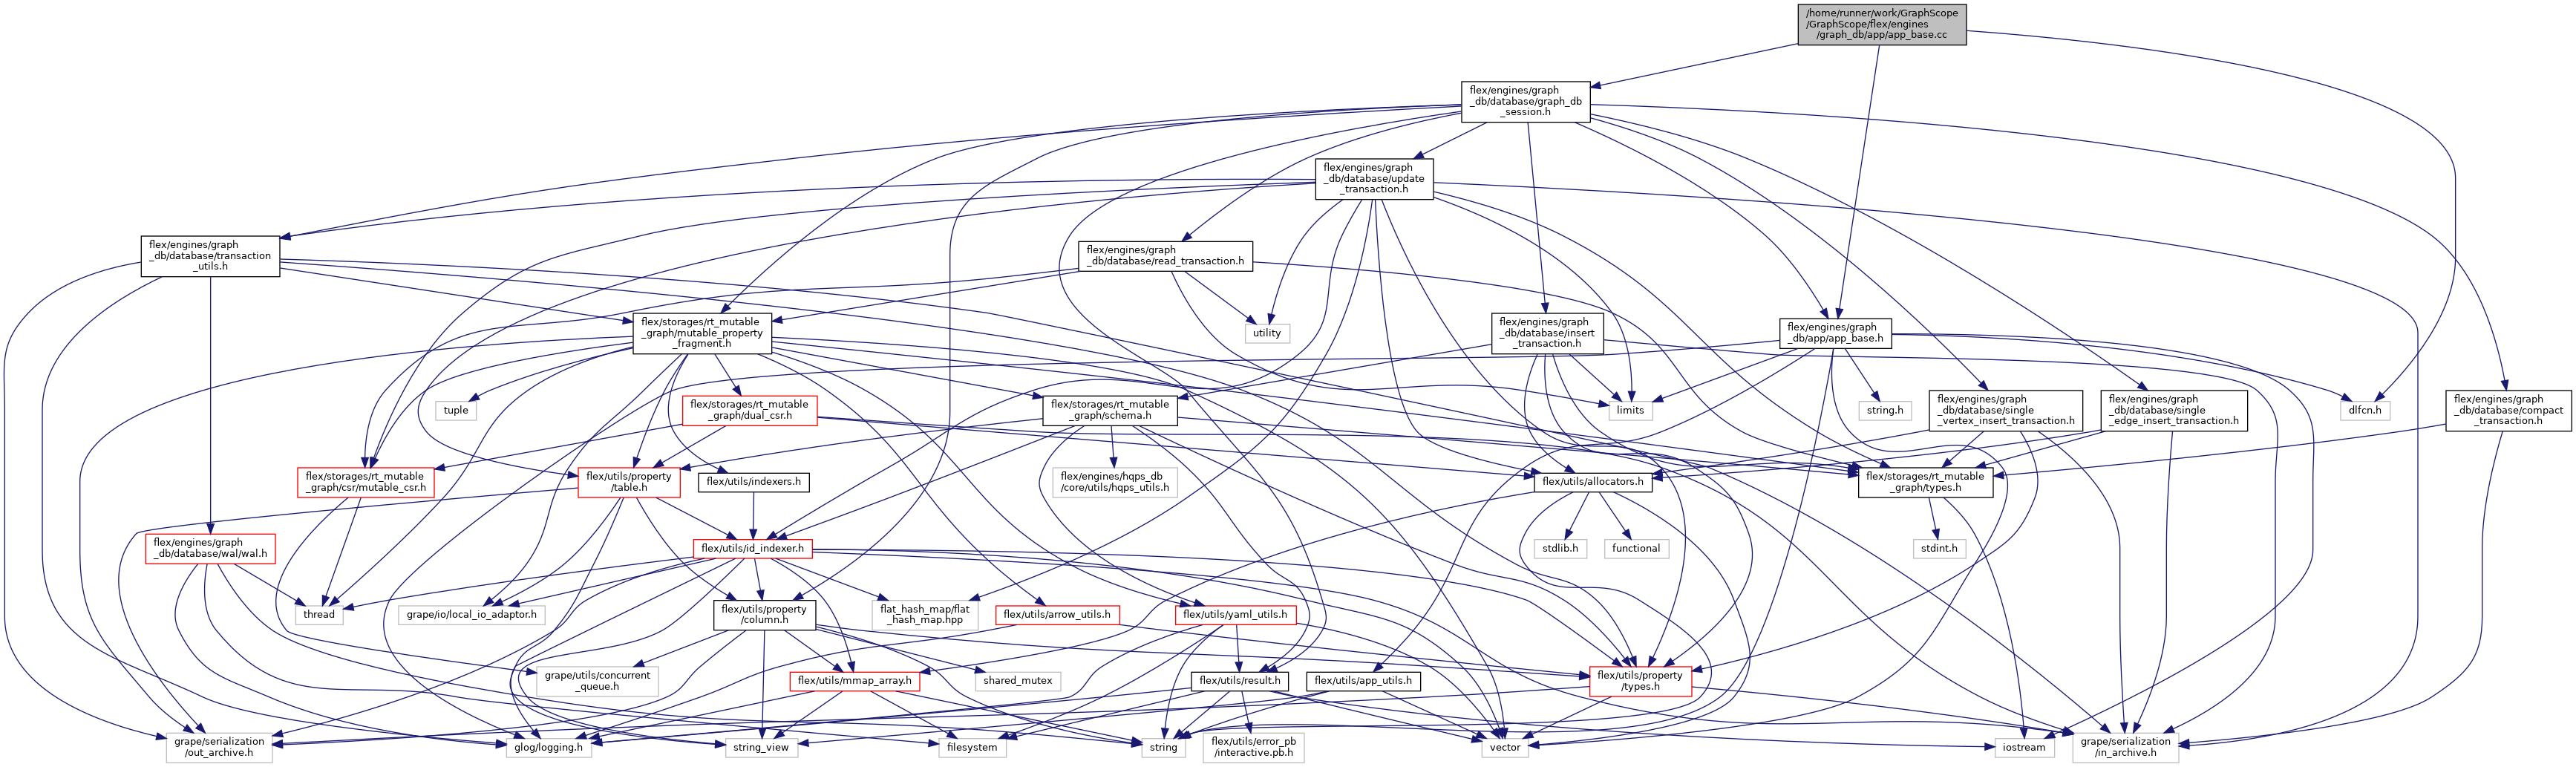 /home/runner/work/GraphScope
/GraphScope/flex/engines
/graph_db/app/app_base.cc
flex/engines/graph
_db/database/graph_db
_session.h
flex/engines/graph
_db/database/update
_transaction.h
flex/engines/graph
_db/database/transaction
_utils.h
flex/engines/graph
_db/database/read_transaction.h
flex/storages/rt_mutable
_graph/mutable_property
_fragment.h
utility
flex/engines/graph
_db/database/insert
_transaction.h
flex/engines/graph
_db/app/app_base.h
tuple
flex/storages/rt_mutable
_graph/dual_csr.h
flex/storages/rt_mutable
_graph/schema.h
limits
string.h
flex/engines/graph
_db/database/single
_vertex_insert_transaction.h
flex/engines/graph
_db/database/single
_edge_insert_transaction.h
dlfcn.h
flex/engines/graph
_db/database/compact
_transaction.h
flex/storages/rt_mutable
_graph/csr/mutable_csr.h
flex/utils/property
/table.h
flex/utils/indexers.h
flex/engines/hqps_db
/core/utils/hqps_utils.h
flex/utils/allocators.h
flex/storages/rt_mutable
_graph/types.h
flex/engines/graph
_db/database/wal/wal.h
flex/utils/id_indexer.h
stdlib.h
functional
stdint.h
thread
grape/io/local_io_adaptor.h
flex/utils/property
/column.h
flat_hash_map/flat
_hash_map.hpp
flex/utils/arrow_utils.h
flex/utils/yaml_utils.h
grape/utils/concurrent
_queue.h
flex/utils/mmap_array.h
shared_mutex
flex/utils/result.h
flex/utils/app_utils.h
flex/utils/property
/types.h
grape/serialization
/out_archive.h
glog/logging.h
string_view
filesystem
string
flex/utils/error_pb
/interactive.pb.h
vector
iostream
grape/serialization
/in_archive.h